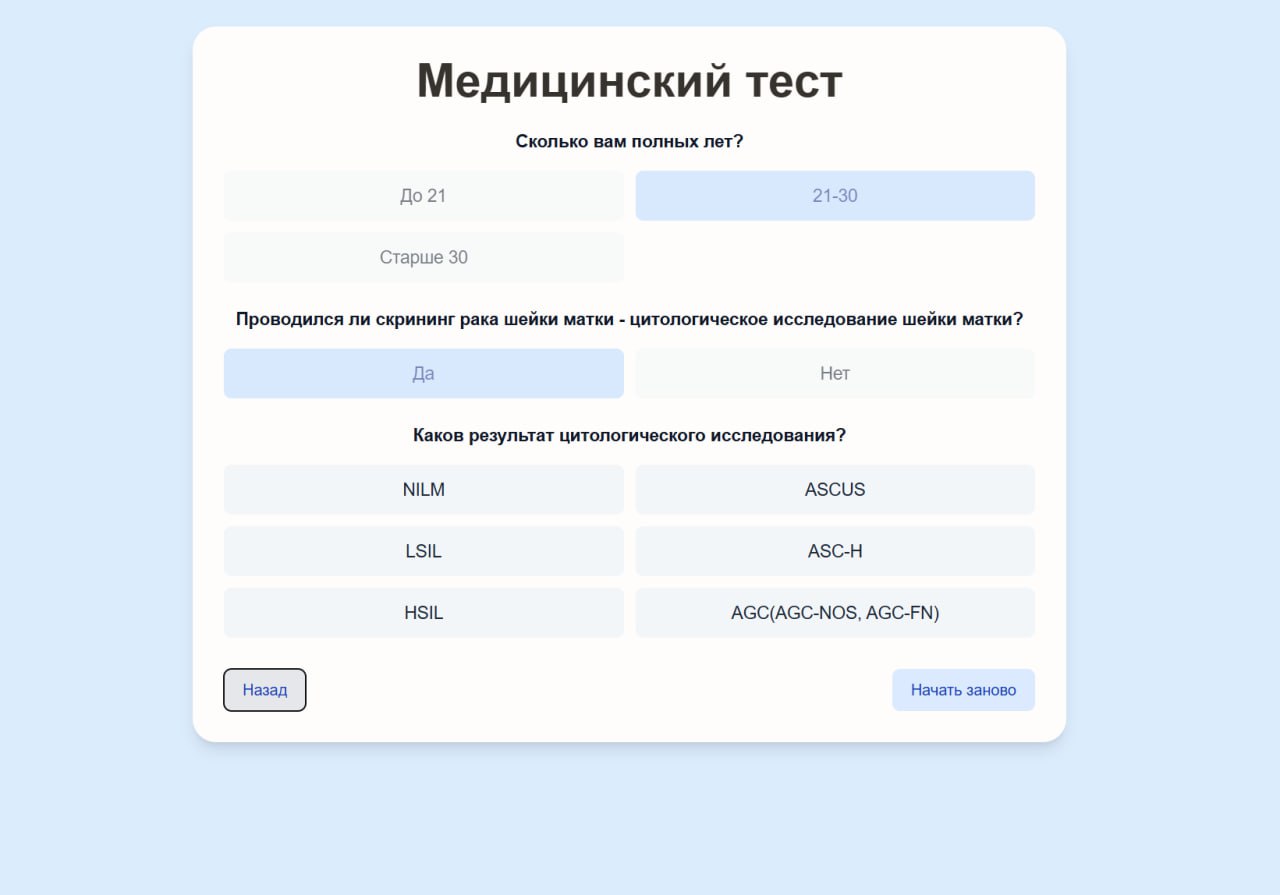 Медицинский тест
Сколько вам полных лет?
До 21
21-30
Старше 30
Проводился ли скрининг рака шейки матки - цитологическое исследование шейки матки?
Да
Нет
Каков результат цитологического исследования?
NILM
ASCUS
LSIL
ASC-H
HSIL
AGC(AGC-NOS, AGC-FN)
Назад
Начать заново